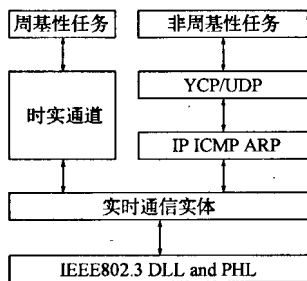 周基性任务
非周基性任务
时实通道
YCP/UDP
IP ICMP ARP
实时通信实体
IEEE802.3 DLL and PHL